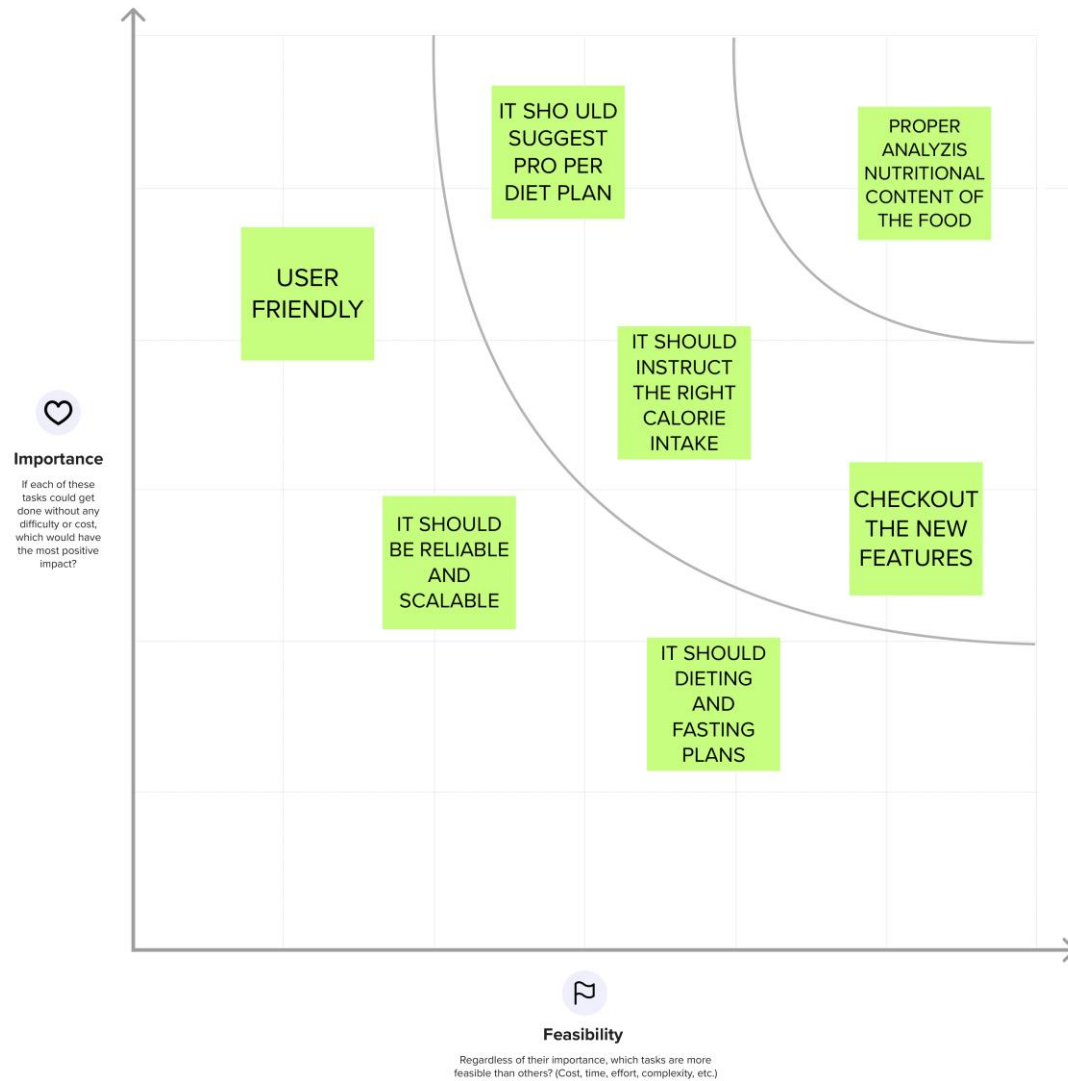 IT SHO ULD
SUGGEST
PRO PER
DIET PLAN
PROPER
ANALYZIS
NUTRITIONAL
CONTENT OF
THE FOOD
USER
FRIENDLY
IT SHOULD
INSTRUCT
THE RIGHT
CALORIE
INTAKE
Importance
If each of these
tasks could get
done without any
difficulty or cost,
which would have
the most positive
impact?
IT SHOULD
BE RELIABLE
AND
SCALABLE
CHECKOUT
THE NEW
FEATURES
IT SHOULD
DIETING
AND
FASTING
PLANS
Feasibility
Regardless of their importance, which tasks are more
feasible than others? (Cost, time, effort, complexity, etc.)